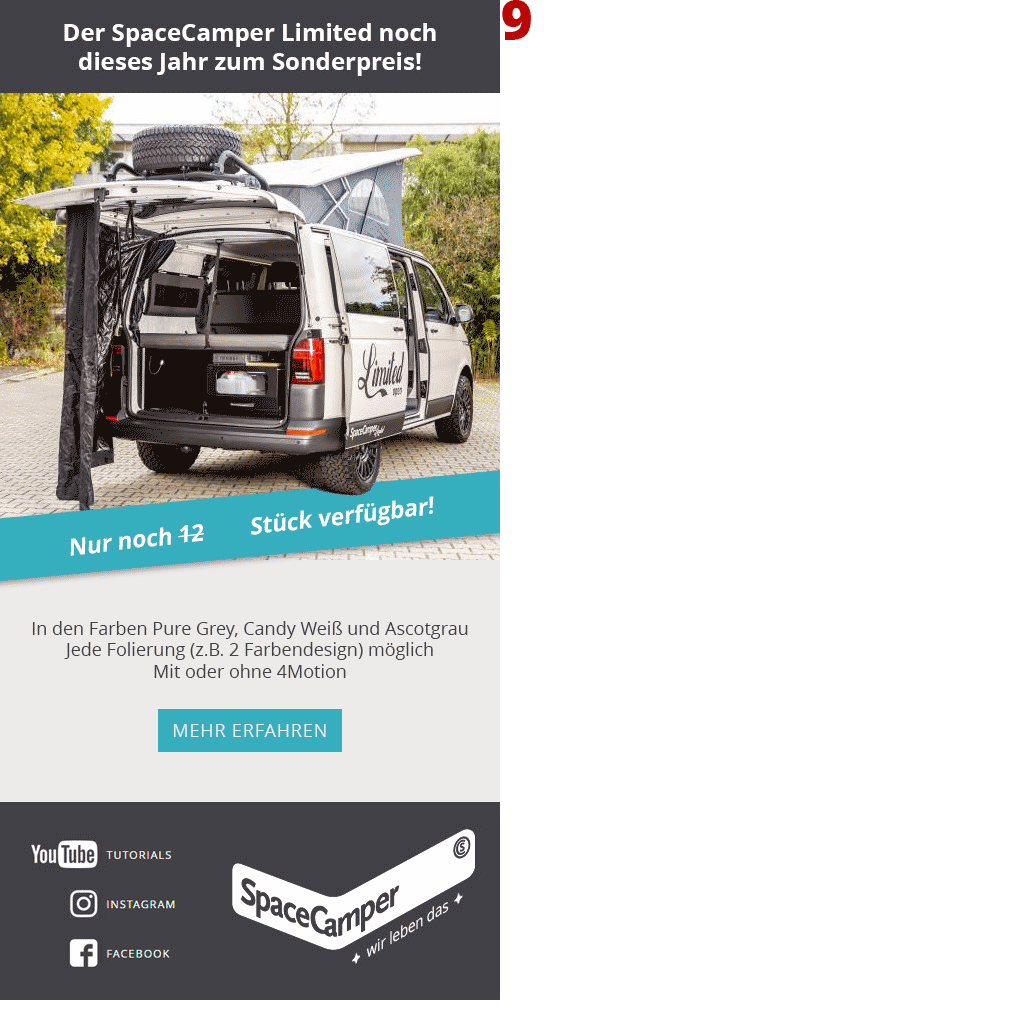 Der SpaceCamper Limited noch
dieses Jahr zum Sonderpreis!
9
Limited
open
SpaceCamper Limited
Nur noch 12 Stück verfügbar!
In den Farben Pure Grey, Candy Weiß und Ascotgrau
Jede Folierung (z.B. 2 Farbendesign) möglich
Mit oder ohne 4Motion
MEHR ERFAHREN
YouTube TUTORIALS
INSTAGRAM
FACEBOOK
SpaceCamper
wir leben das